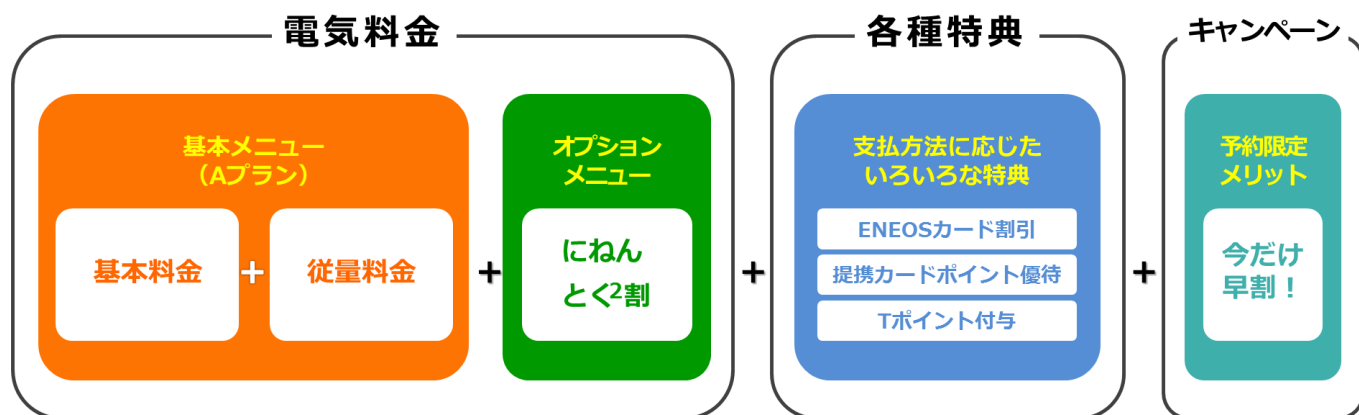 電気料金
基本メニュー
(Aプラン)
基本料金
+
従量料金
+
オプション
メニュー
にねん
とく²割
+
各種特典
支払方法に応じた
いろいろな特典
ENEOSカード割引
提携カードポイント優待
Tポイント付与
+
キャンペーン
予約限定
メリット
今だけ
早割！